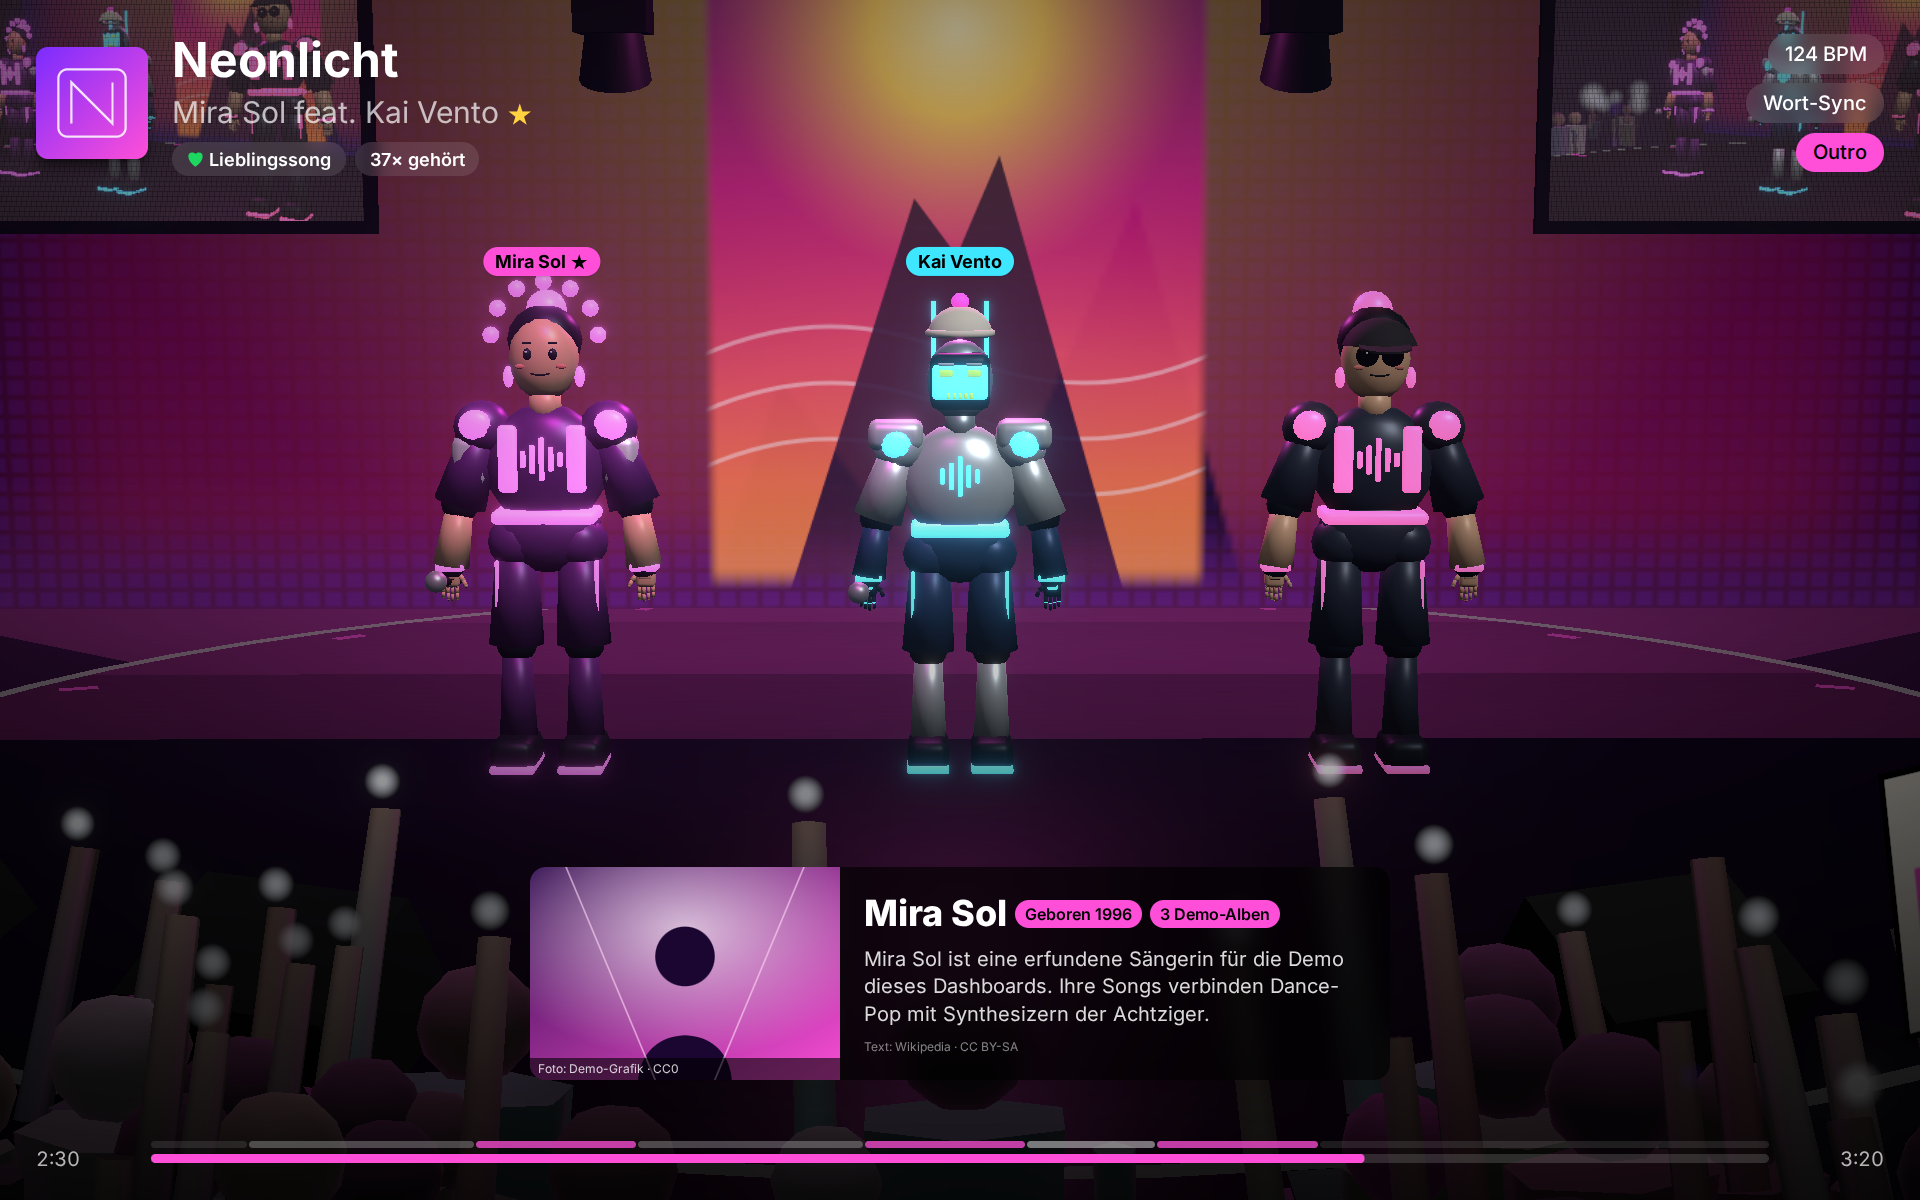 Neonlicht
Mira Sol feat. Kai Vento ★
Lieblingssong
37× gehört
124 BPM
Wort-Sync
Outro
Mira Sol ★
Kai Vento
Mira Sol
Geboren 1996
3 Demo-Alben
Mira Sol ist eine erfundene Sängerin für die Demo
dieses Dashboards. Ihre Songs verbinden Dance-
Pop mit Synthesizern der Achtziger.
Text: Wikipedia · CC BY-SA
Foto: Demo-Grafik · CC0
2:30
3:20